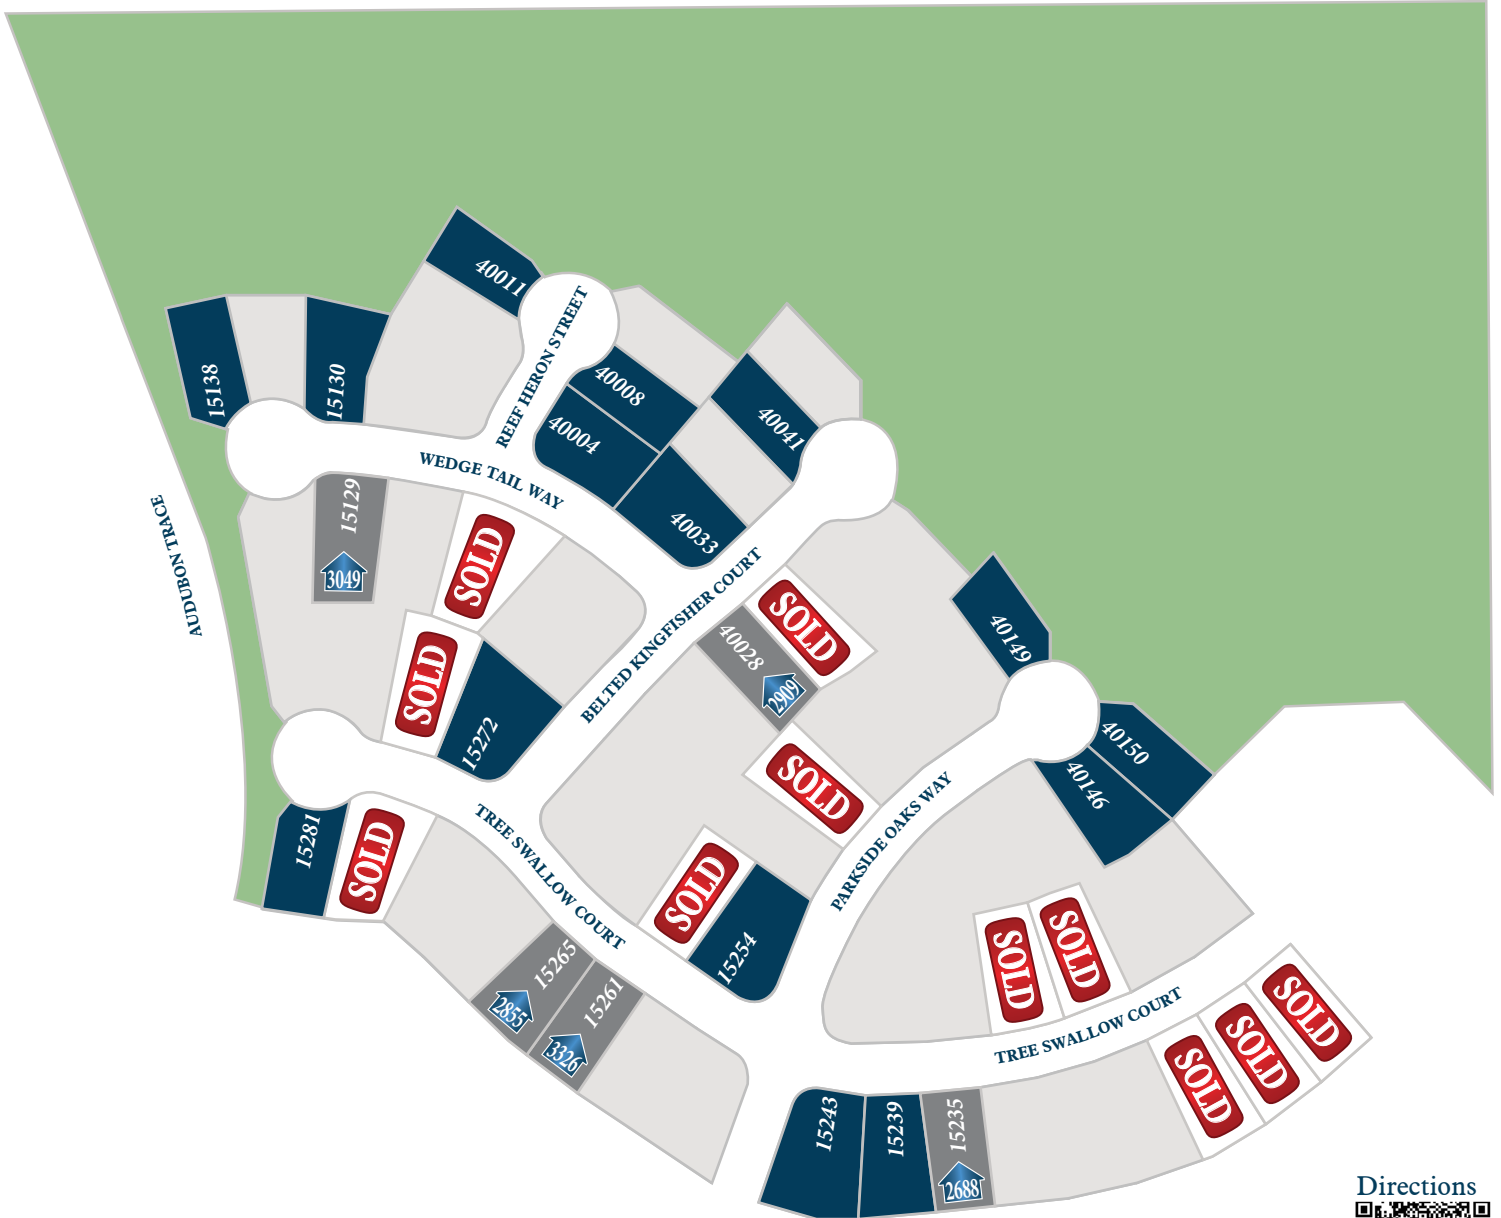 40011
REEF HERON STREET
15138
15130
40008
40004
40041
40033
WEDGE TAIL WAY
AUDUBON TRACE
15129
3049
SOLD
SOLD
15272
BELTED KINGFISHER COURT
SOLD
40028
2909
SOLD
40149
40150
40146
15281
SOLD
TREE SWALLOW COURT
PARKSIDE OAKS WAY
SOLD
15254
15265
2855
15261
3326
SOLD
SOLD
TREE SWALLOW COURT
SOLD
SOLD
SOLD
15243
15239
15235
2688
Directions